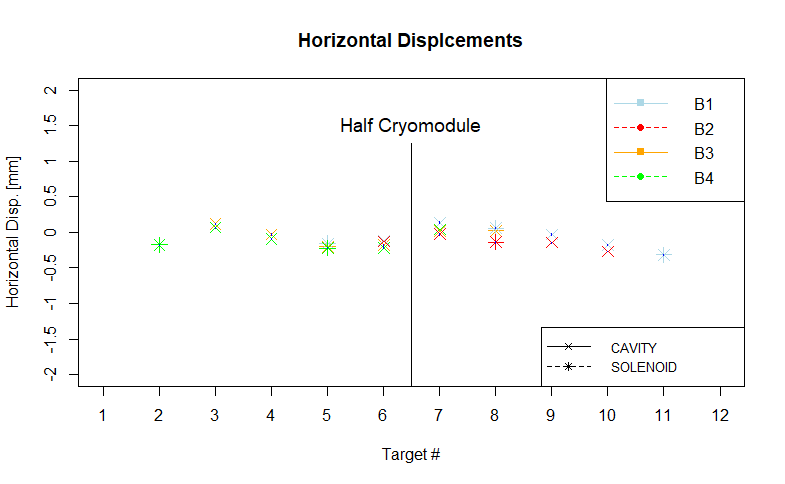 Horizontal Displcements
Half Cryomodule
B1
B2
B3
B4
Horizontal Disp. [mm]
2
1.5
1
0.5
0
-0.5
-1
-1.5
-2
CAVITY
SOLENOID
1 2 3 4 5 6 7 8 9 10 11 12
Target #